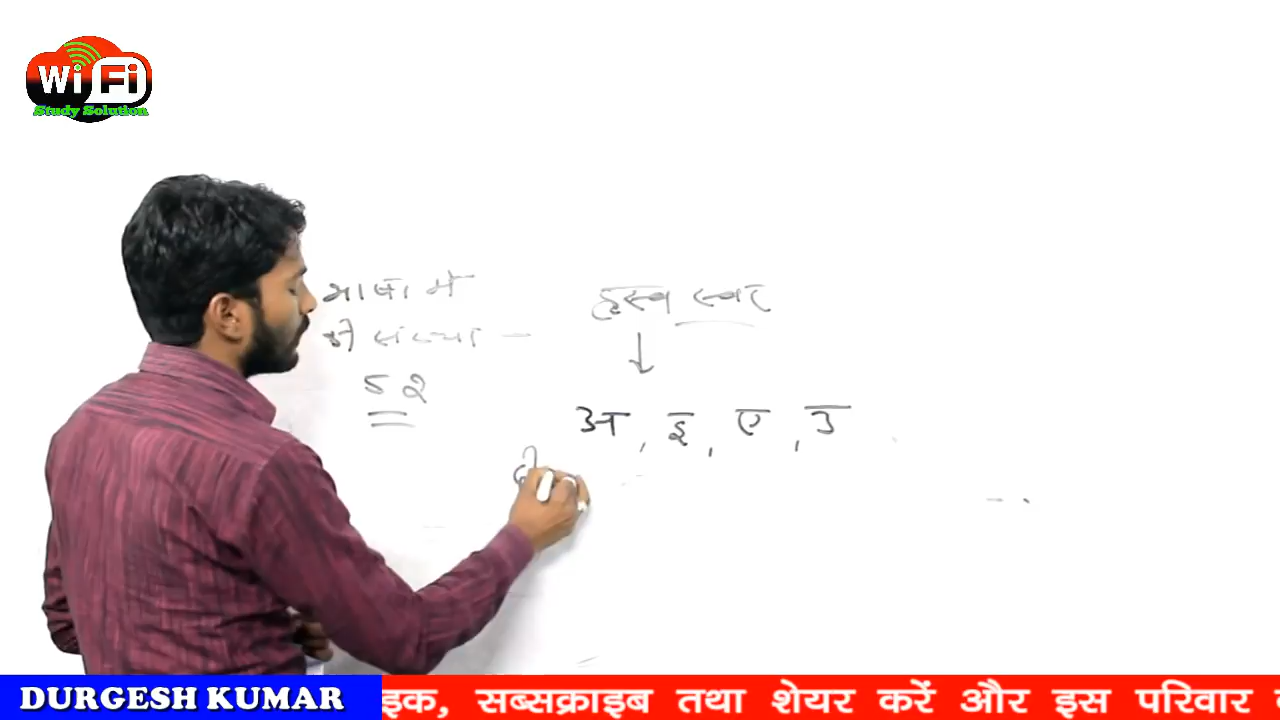 WiFi
Study Solution
भाषा में
की संख्या -
52
ह्रस्व स्वर
अ, इ, ए, उ
DURGESH KUMAR
इक, सब्सक्राइब तथा शेयर करें और इस परिवार